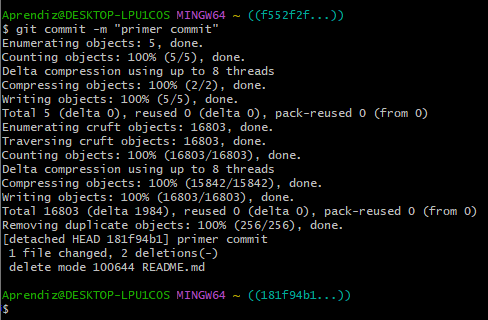 Aprendiz@DESKTOP-LPU1COS MINGW64 ~ ((f552f2f...))
$ git commit -m "primer commit"
Enumerating objects: 5, done.
Counting objects: 100% (5/5), done.
Delta compression using up to 8 threads
Compressing objects: 100% (2/2), done.
Writing objects: 100% (5/5), done.
Total 5 (delta 0), reused 0 (delta 0), pack-reused 0 (from 0)
Enumerating cruft objects: 16803, done.
Traversing cruft objects: 16803, done.
Counting objects: 100% (16803/16803), done.
Delta compression using up to 8 threads
Compressing objects: 100% (15842/15842), done.
Writing objects: 100% (16803/16803), done.
Total 16803 (delta 1984), reused 0 (delta 0), pack-reused 0 (from 0)
Removing duplicate objects: 100% (256/256), done.
[detached HEAD 181f94b1] primer commit
 1 file changed, 2 deletions(-)
 delete mode 100644 README.md
Aprendiz@DESKTOP-LPU1COS MINGW64 ~ ((181f94b1...))
$